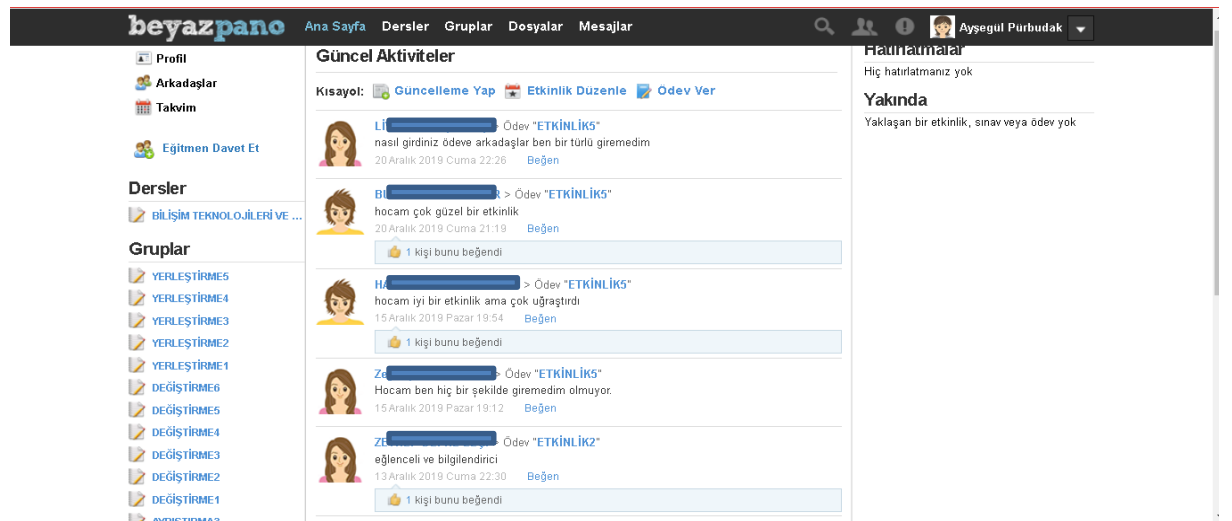 beyazpano Ana Sayfa Dersler Gruplar Dosyalar Mesajlar Ayşegül Pürbudak
Profil
Arkadaşlar
Takvim
Eğitmen Davet Et
Dersler
BİLİŞİM TEKNOLOJİLERİ VE ...
Gruplar
YERLEŞTİRME5
YERLEŞTİRME4
YERLEŞTİRME3
YERLEŞTİRME2
YERLEŞTİRME1
DEĞİŞTİRME6
DEĞİŞTİRME5
DEĞİŞTİRME4
DEĞİŞTİRME3
DEĞİŞTİRME2
DEĞİŞTİRME1
Güncel Aktiviteler
Kısayol: Güncelleme Yap Etkinlik Düzenle Ödev Ver
> Ödev "ETKİNLİK5"
nasıl girdiniz ödeve arkadaşlar ben bir türlü giremedim
20 Aralık 2019 Cuma 22:26 Beğen
> Ödev "ETKİNLİK5"
hocam çok güzel bir etkinlik
20 Aralık 2019 Cuma 21:19 Beğen
1 kişi bunu beğendi
> Ödev "ETKİNLİK5"
hocam iyi bir etkinlik ama çok uğraştırdı
15 Aralık 2019 Pazar 19:54 Beğen
1 kişi bunu beğendi
> Ödev "ETKİNLİK5"
Hocam ben hiç bir şekilde giremedim olmuyor.
15 Aralık 2019 Pazar 19:12 Beğen
> Ödev "ETKİNLİK2"
eğlenceli ve bilgilendirici
13 Aralık 2019 Cuma 22:30 Beğen
1 kişi bunu beğendi
Hatırlatmalar
Hiç hatırlatmanız yok
Yakında
Yaklaşan bir etkinlik, sınav veya ödev yok